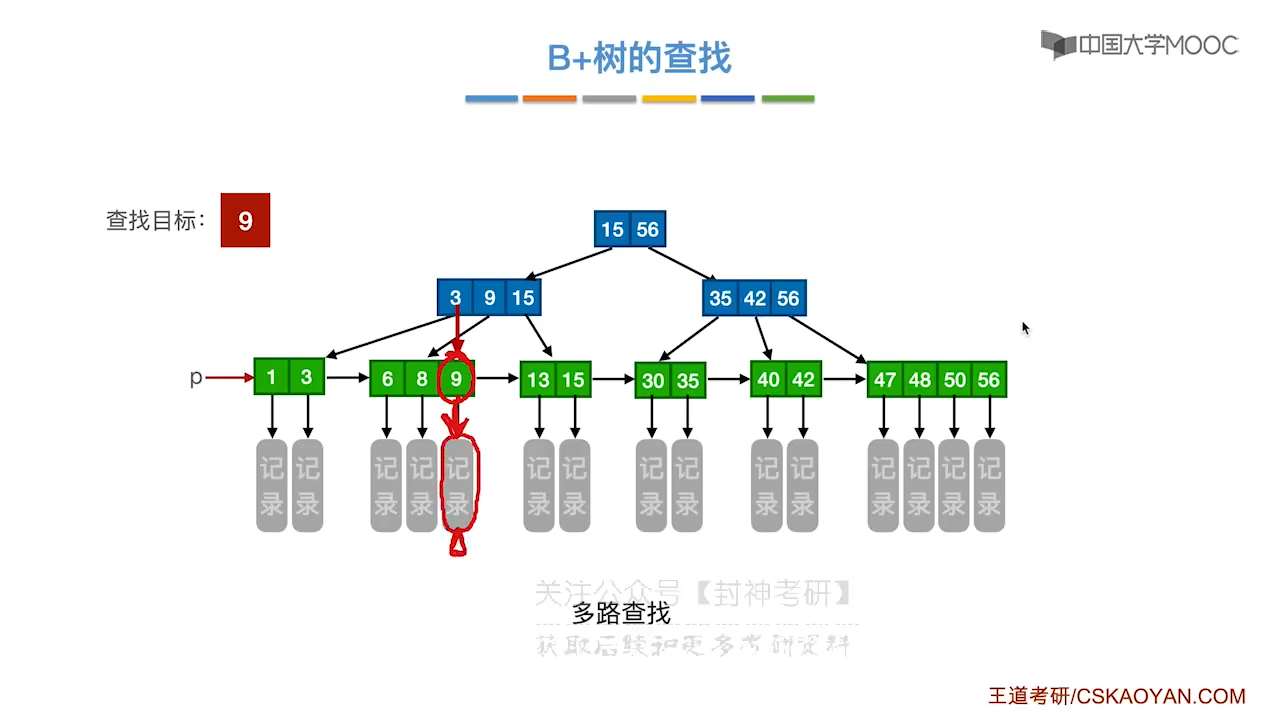 B+树的查找
中国大学MOOC
查找目标： 9
15 56
3 9 15 35 42 56
p 1 3 6 8 9 13 15 30 35 40 42 47 48 50 56
记录 记录 记录 记录 记录 记录 记录 记录 记录 记录 记录 记录 记录 记录 记录
关注公众号【封神考研】
多路查找
获取后续和更多考研资料
王道考研/CSKAOYAN.COM